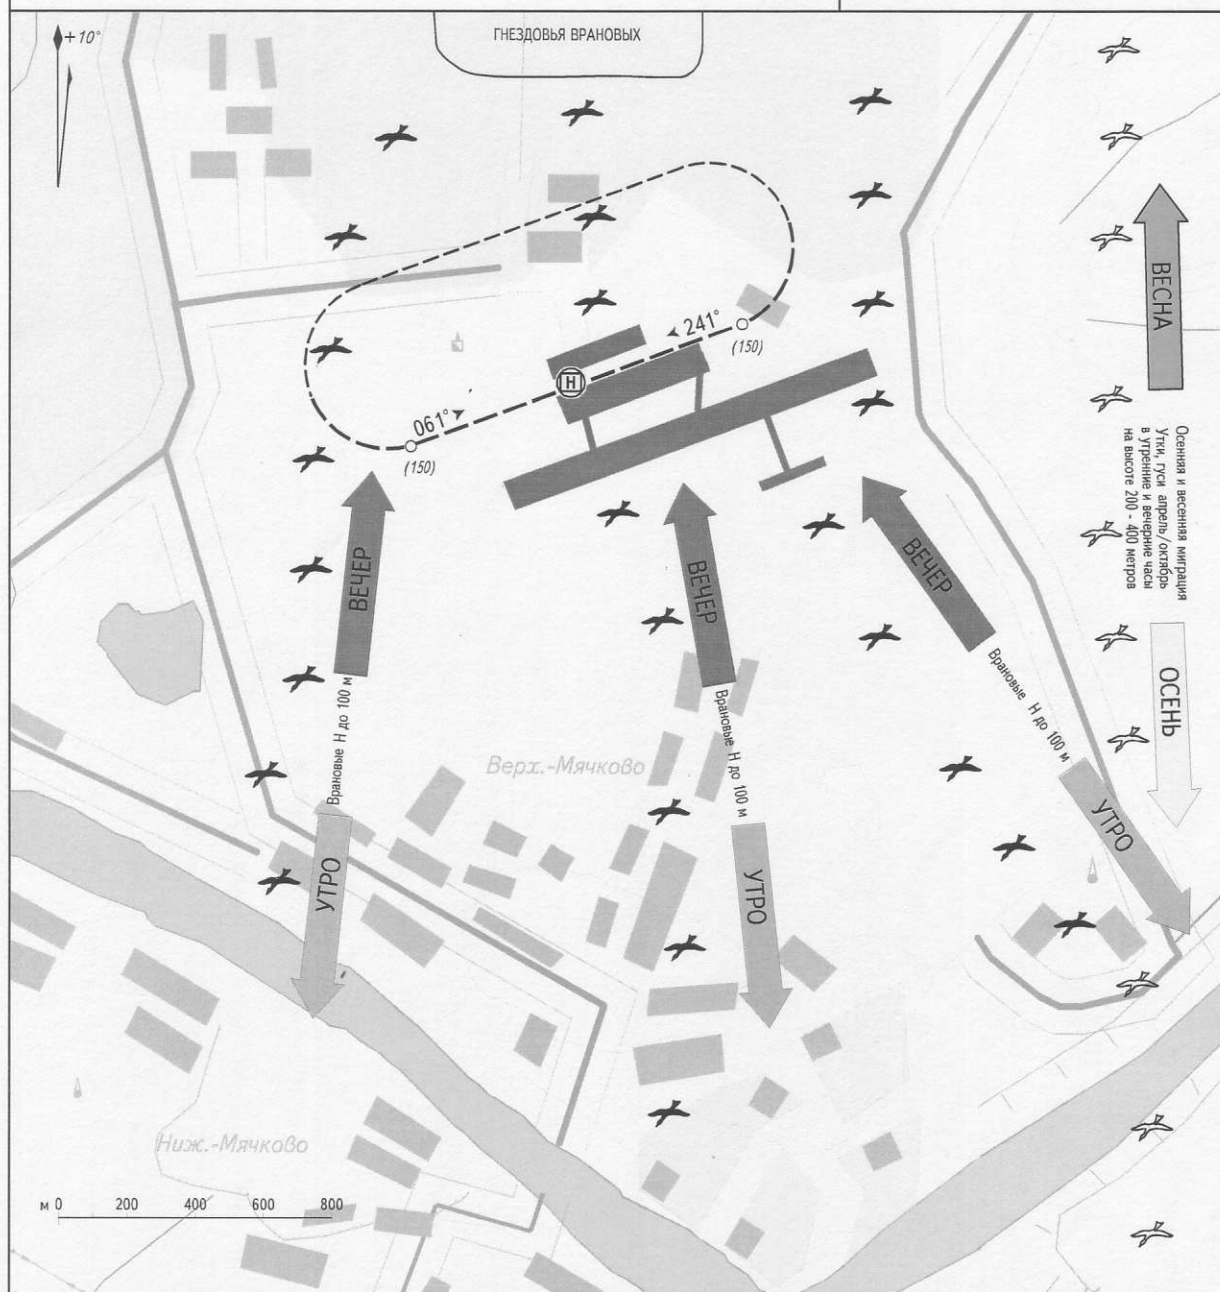 +10°
ГНЕЗДОВЬЯ ВРАНОВЫХ
ВЕСНА
241°
(150)
H
061°
(150)
Осенняя и весенняя миграция
Утки, гуси апрель/октябрь
в утренние и вечерние часы
на высоте 200 - 400 метров
ВЕЧЕР
ВЕЧЕР
ВЕЧЕР
Врановые Н до 100 м
Врановые Н до 100 м
Врановые Н до 100 м
ОСЕНЬ
Верх.-Мячково
УТРО
УТРО
УТРО
Ниж.-Мячково
м 0 200 400 600 800